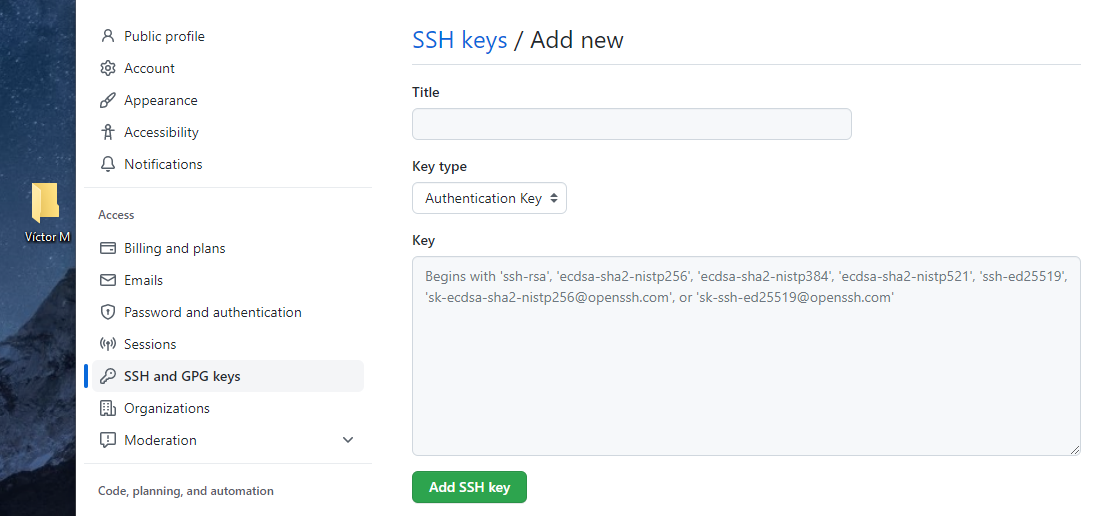 Víctor M
Public profile
Account
Appearance
Accessibility
Notifications
Access
Billing and plans
Emails
Password and authentication
Sessions
SSH and GPG keys
Organizations
Moderation
Code, planning, and automation
SSH keys / Add new
Title
Key type
Authentication Key
Key
Begins with 'ssh-rsa', 'ecdsa-sha2-nistp256', 'ecdsa-sha2-nistp384', 'ecdsa-sha2-nistp521', 'ssh-ed25519',
'sk-ecdsa-sha2-nistp256@openssh.com', or 'sk-ssh-ed25519@openssh.com'
Add SSH key